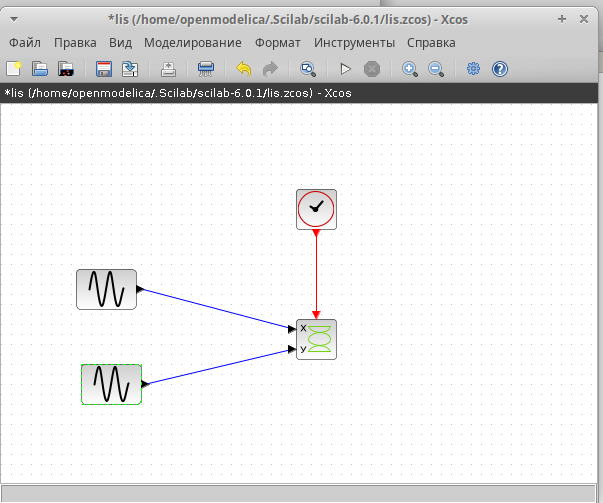 *lis (/home/openmodelica/.Scilab/scilab-6.0.1/lis.zcos) - Xcos
Файл Правка Вид Моделирование Формат Инструменты Справка
*lis (/home/openmodelica/.Scilab/scilab-6.0.1/lis.zcos) - Xcos
X
y